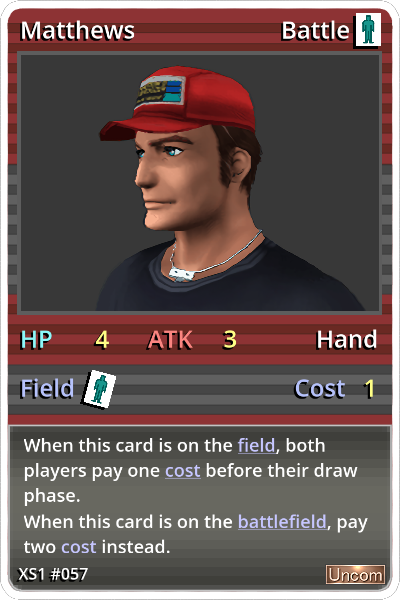 Matthews Battle
HP 4 ATK 3 Hand
Field Cost 1
When this card is on the field, both
players pay one cost before their draw
phase.
When this card is on the battlefield, pay
two cost instead.
XS1 #057 Uncom